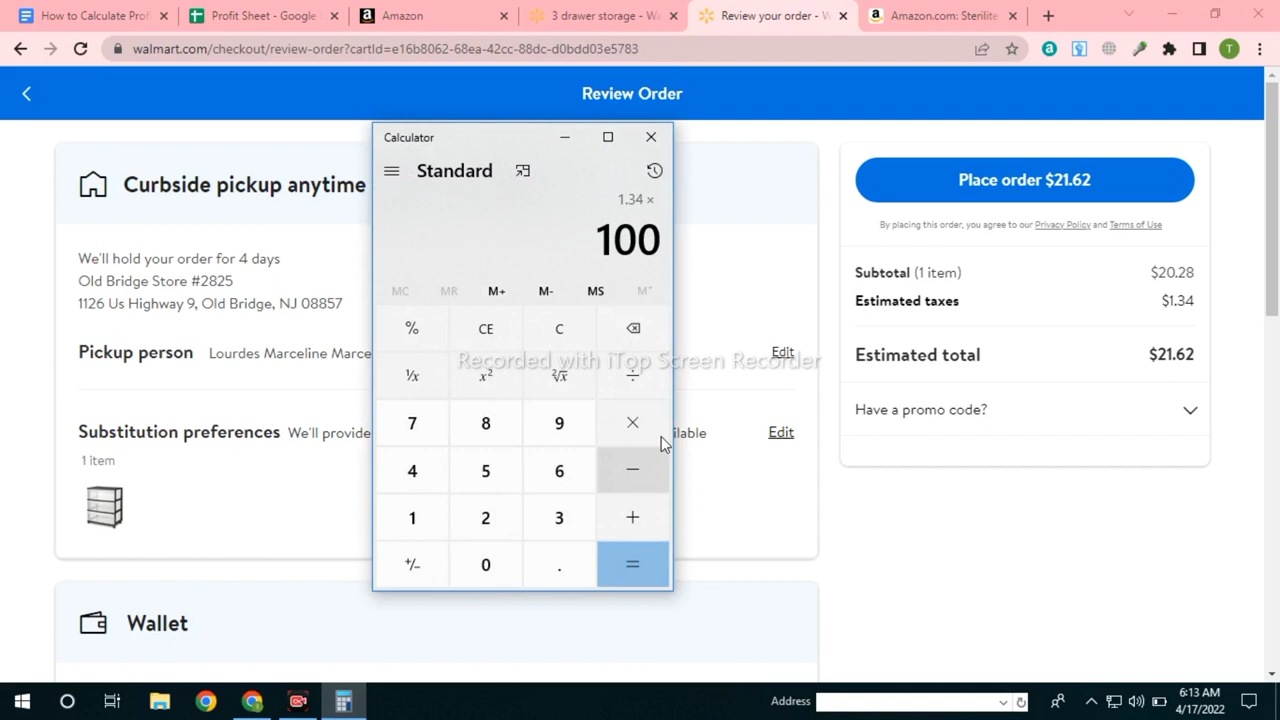 How to Calculate Prof
Profit Sheet - Google
Amazon
3 drawer storage - Wa
Review your order - W
Amazon.com: Sterilite
walmart.com/checkout/review-order?cartId=e16b8062-68ea-42cc-88dc-d0bdd03e5783
T
Review Order
Curbside pickup anytime
We'll hold your order for 4 days
Old Bridge Store #2825
1126 Us Highway 9, Old Bridge, NJ 08857
Pickup person Lourdes Marceline Marce
Edit
Substitution preferences We'll provide
ilable
Edit
1 item
Wallet
Calculator
Standard
1.34 ×
100
MC MR M+ M- MS M˅
% CE C
¹/x x² ²√x ÷
7 8 9 ×
4 5 6 −
1 2 3 +
+/− 0 . =
Recorded with iTop Screen Recorder
Place order $21.62
By placing this order, you agree to our Privacy Policy and Terms of Use
Subtotal (1 item) $20.28
Estimated taxes $1.34
Estimated total $21.62
Have a promo code?
Address
6:13 AM
4/17/2022